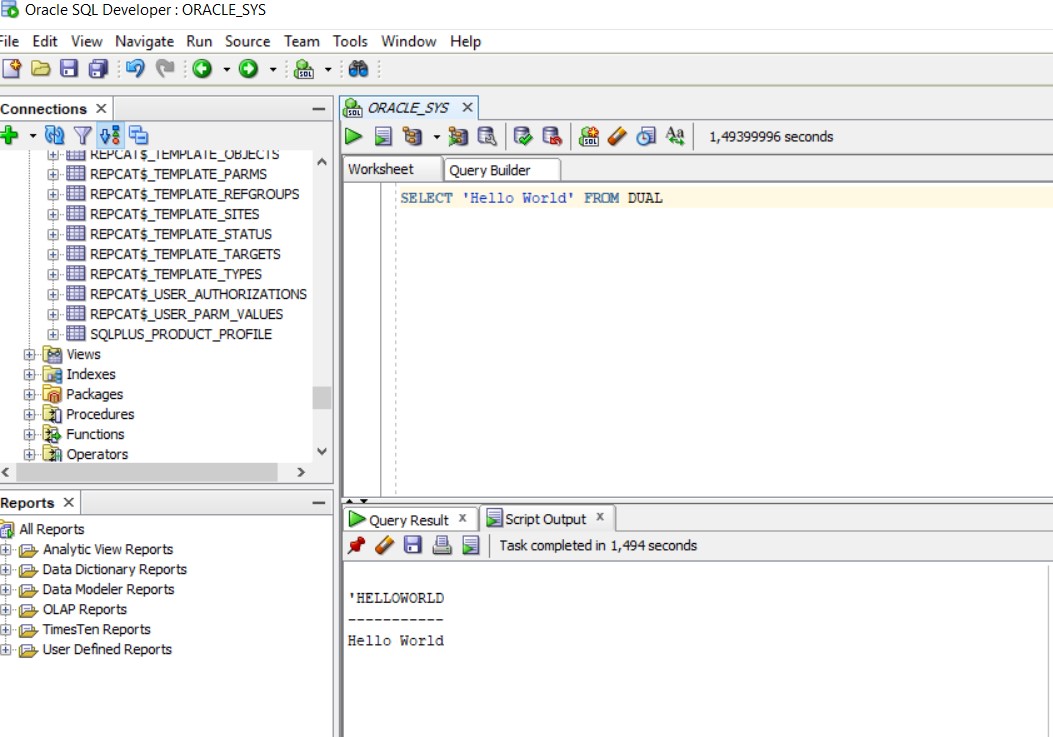 Oracle SQL Developer : ORACLE_SYS
File Edit View Navigate Run Source Team Tools Window Help
Connections
REPCAT$_TEMPLATE_OBJECTS
REPCAT$_TEMPLATE_PARMS
REPCAT$_TEMPLATE_REFGROUPS
REPCAT$_TEMPLATE_SITES
REPCAT$_TEMPLATE_STATUS
REPCAT$_TEMPLATE_TARGETS
REPCAT$_TEMPLATE_TYPES
REPCAT$_USER_AUTHORIZATIONS
REPCAT$_USER_PARM_VALUES
SQLPLUS_PRODUCT_PROFILE
Views
Indexes
Packages
Procedures
Functions
Operators
Reports
All Reports
Analytic View Reports
Data Dictionary Reports
Data Modeler Reports
OLAP Reports
TimesTen Reports
User Defined Reports
ORACLE_SYS
1,49399996 seconds
Worksheet Query Builder
SELECT 'Hello World' FROM DUAL
Query Result Script Output
Task completed in 1,494 seconds
'HELLOWORLD
-----------
Hello World